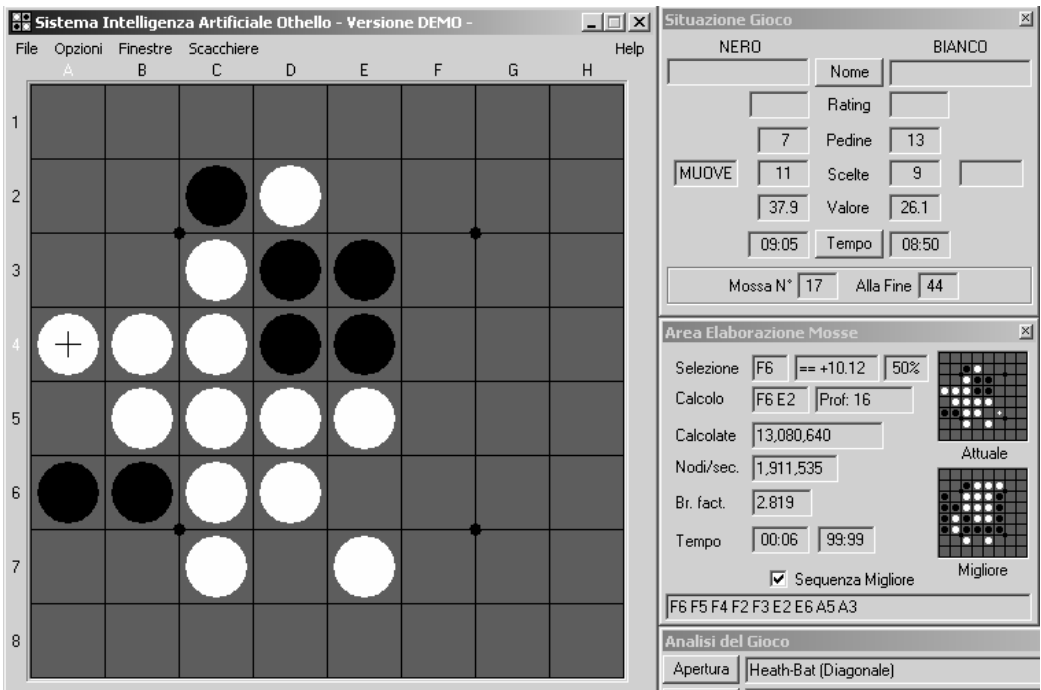 Sistema Intelligenza Artificiale Othello - Versione DEMO -
File Opzioni Finestre Scacchiere Help
A B C D E F G H
1
2
3
4
5
6
7
8
Situazione Gioco
NERO BIANCO
Nome
Rating
7 Pedine 13
MUOVE 11 Scelte 9
37.9 Valore 26.1
09:05 Tempo 08:50
Mossa N° 17 Alla Fine 44
Area Elaborazione Mosse
Selezione F6 == +10.12 50%
Calcolo F6 E2 Prof: 16
Calcolate 13,080,640
Attuale
Nodi/sec. 1,911,535
Br. fact. 2.819
Tempo 00:06 99:99
Migliore
Sequenza Migliore
F6 F5 F4 F2 F3 E2 E6 A5 A3
Analisi del Gioco
Apertura Heath-Bat (Diagonale)